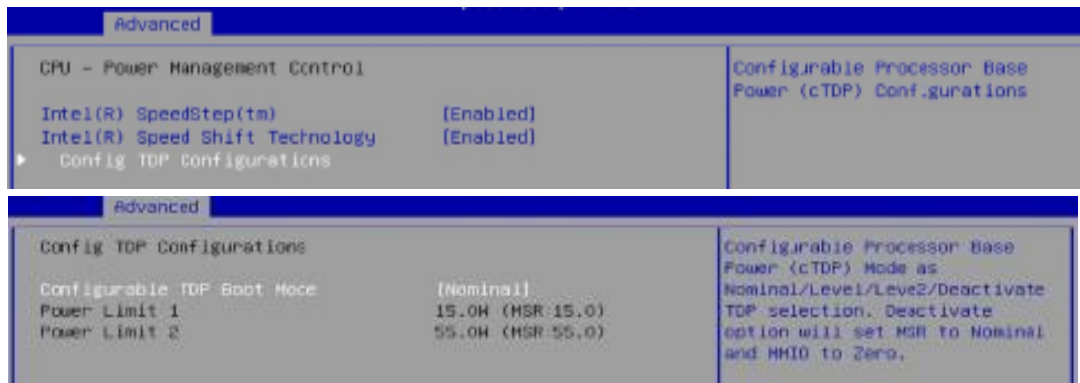 Advanced
CPU - Power Management Control
Configurable Processor Base
Power (cTDP) Configurations
Intel(R) SpeedStep(tm) [Enabled]
Intel(R) Speed Shift Technology [Enabled]
Config TDP Configurations
Advanced
Config TDP Configurations
Configurable Processor Base
Power (cTDP) Mode as
Configurable TDP Boot Mode [Nominal]
Nominal/Level/Leve2/Deactivate
Power Limit 1 15.0W (MSR:15.0)
TDP selection. Deactivate
Power Limit 2 55.0W (MSR:55.0)
option will set MSR to Nominal
and MMIO to Zero.